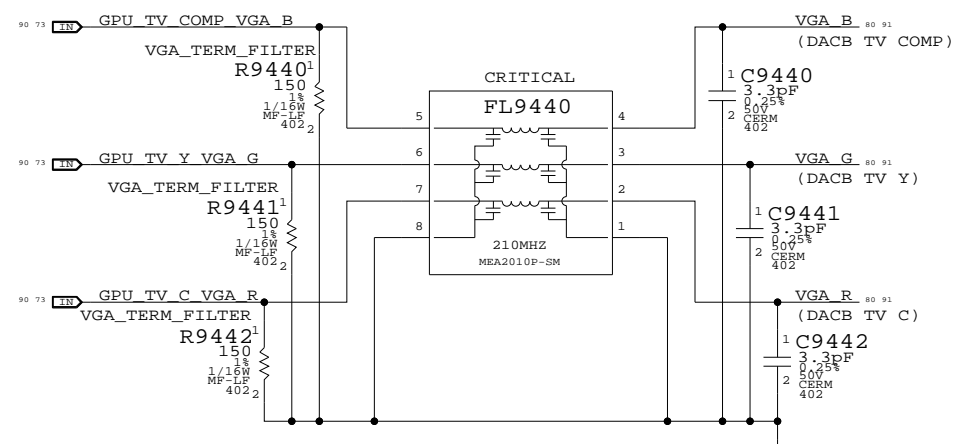 90 73 IN GPU_TV_COMP_VGA_B
VGA_B 80 91
(DACB TV COMP)
VGA_TERM_FILTER
R9440 1
150
1%
1/16W
MF-LF
402 2
CRITICAL
FL9440
1 C9440
3.3pF
0.25%
50V
2 CERM
402
5
4
90 73 IN GPU_TV_Y_VGA_G
6
3
VGA_G 80 91
(DACB TV Y)
VGA_TERM_FILTER
R9441 1
150
1%
1/16W
MF-LF
402 2
7
2
8
1
210MHZ
MEA2010P-SM
1 C9441
3.3pF
0.25%
50V
2 CERM
402
90 73 IN GPU_TV_C_VGA_R
VGA_R 80 91
(DACB TV C)
VGA_TERM_FILTER
R9442 1
150
1%
1/16W
MF-LF
402 2
1 C9442
3.3pF
0.25%
50V
2 CERM
402